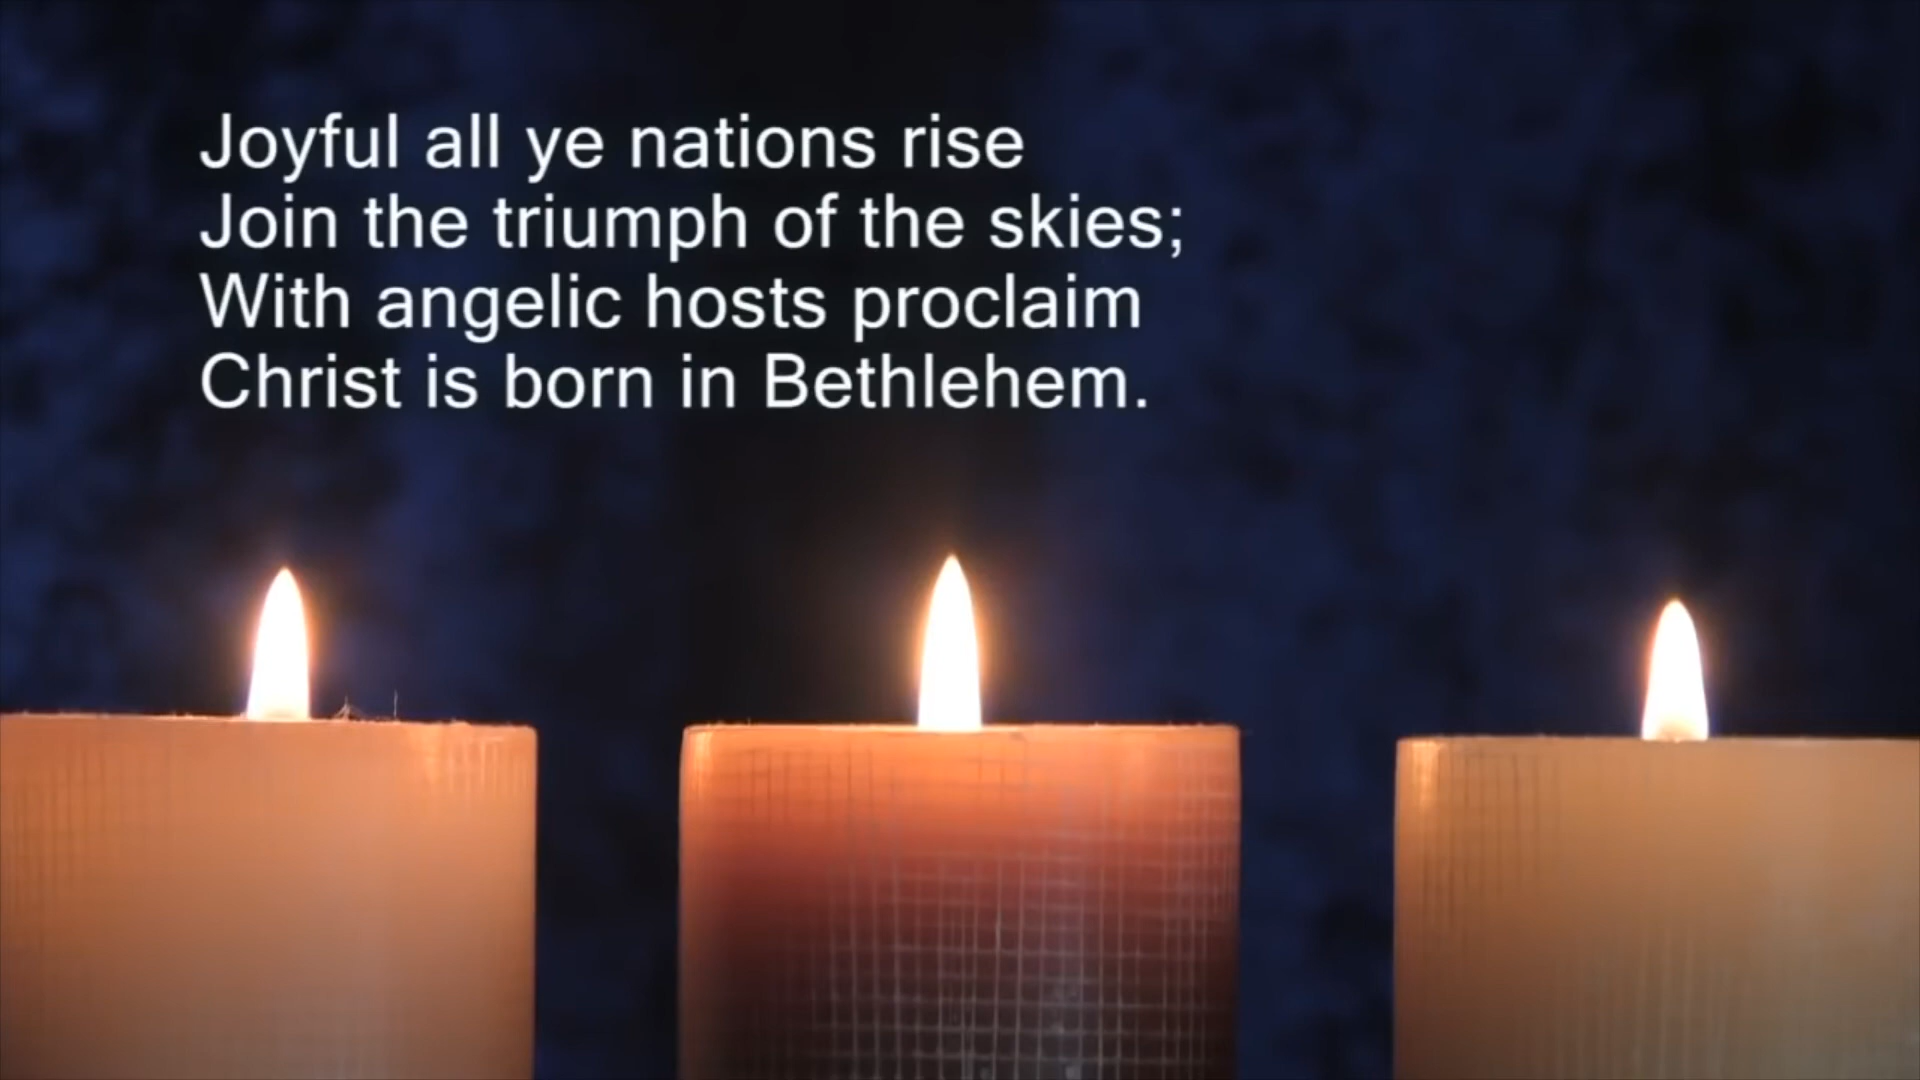 Joyful all ye nations rise
Join the triumph of the skies;
With angelic hosts proclaim
Christ is born in Bethlehem.